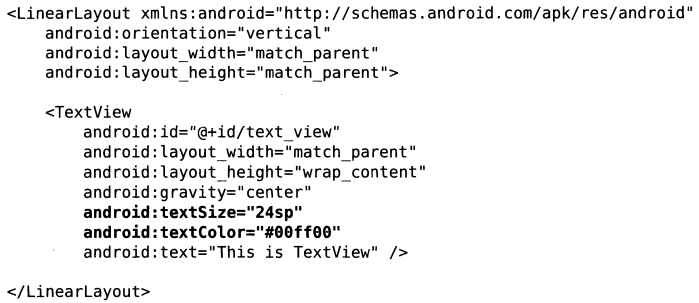 <LinearLayout xmlns:android="http://schemas.android.com/apk/res/android"
    android:orientation="vertical"
    android:layout_width="match_parent"
    android:layout_height="match_parent">

    <TextView
        android:id="@+id/text_view"
        android:layout_width="match_parent"
        android:layout_height="wrap_content"
        android:gravity="center"
        android:textSize="24sp"
        android:textColor="#00ff00"
        android:text="This is TextView" />

</LinearLayout>